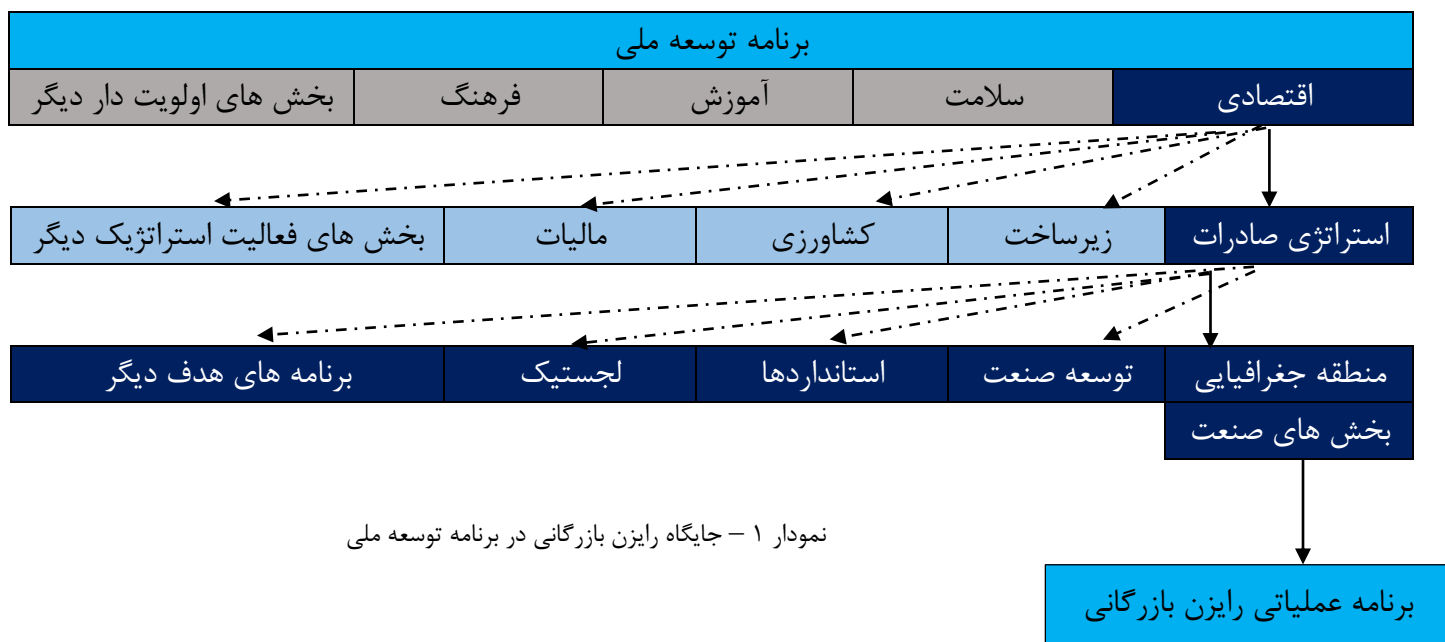 برنامه توسعه ملی
اقتصادی سلامت آموزش فرهنگ بخش های اولویت دار دیگر
استراتژی صادرات زیرساخت کشاورزی مالیات بخش های فعالیت استراتژیک دیگر
منطقه جغرافیایی توسعه صنعت استانداردها لجستیک برنامه های هدف دیگر
بخش های صنعت
نمودار ۱ – جایگاه رایزن بازرگانی در برنامه توسعه ملی
برنامه عملیاتی رایزن بازرگانی